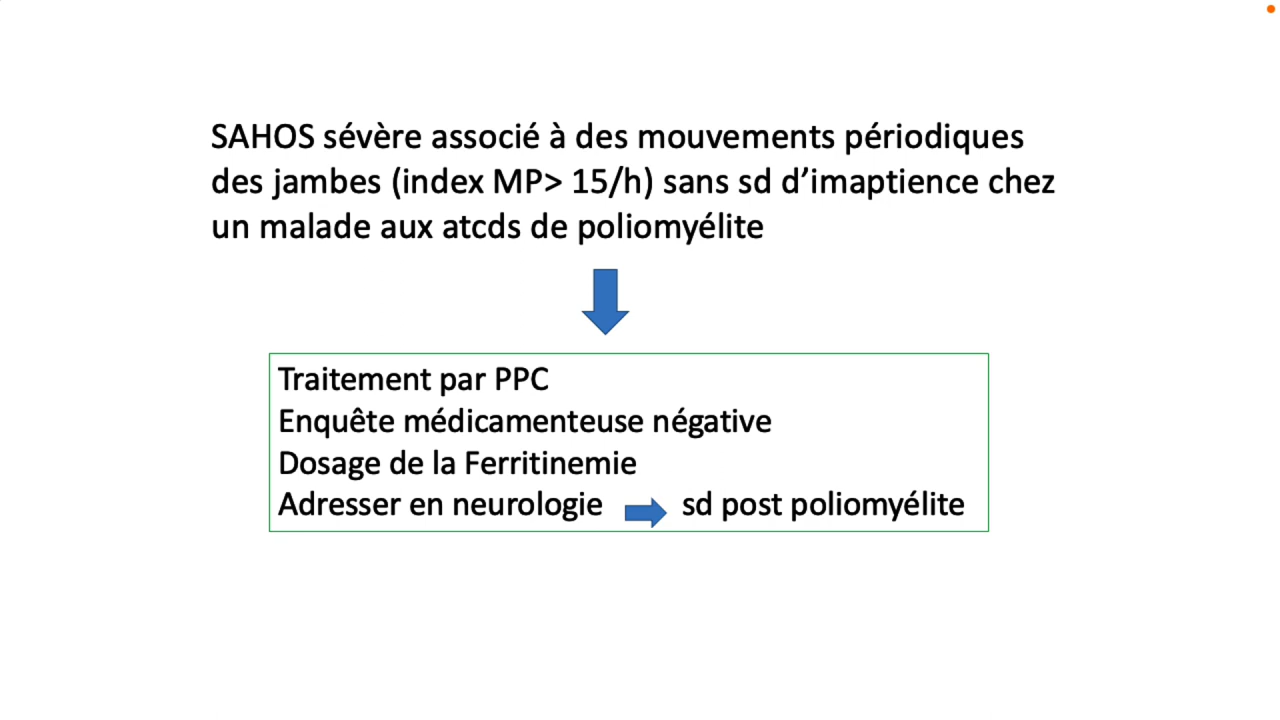 SAHOS sévère associé à des mouvements périodiques
des jambes (index MP> 15/h) sans sd d’imaptience chez
un malade aux atcds de poliomyélite
Traitement par PPC
Enquête médicamenteuse négative
Dosage de la Ferritinemie
Adresser en neurologie sd post poliomyélite